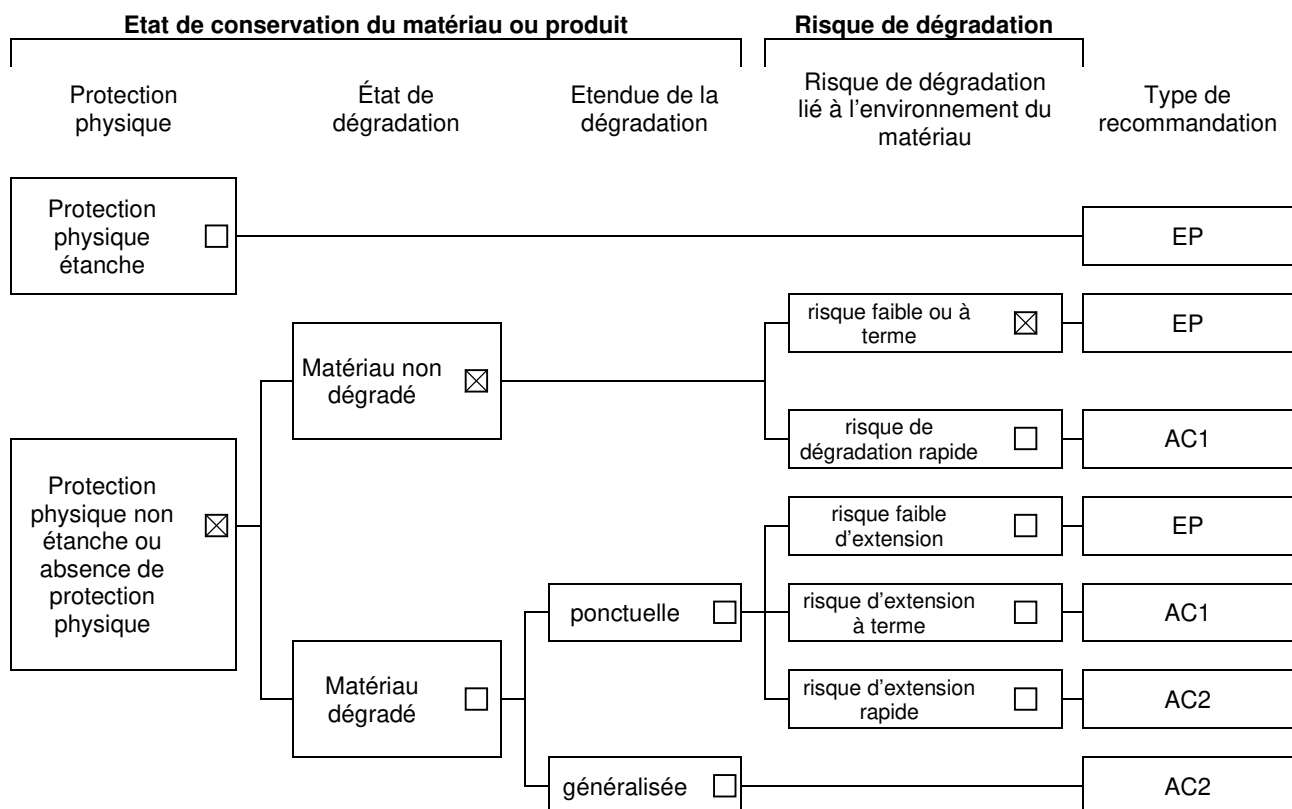 Etat de conservation du matériau ou produit
Risque de dégradation
Protection
physique
État de
dégradation
Etendue de la
dégradation
Risque de dégradation
lié à l'environnement du
matériau
Type de
recommandation
Protection
physique
étanche
EP
risque faible ou à
terme
EP
Matériau non
dégradé
risque de
dégradation rapide
AC1
Protection
physique non
étanche ou
absence de
protection
physique
risque faible
d'extension
EP
ponctuelle
risque d'extension
à terme
AC1
Matériau
dégradé
risque d'extension
rapide
AC2
généralisée
AC2